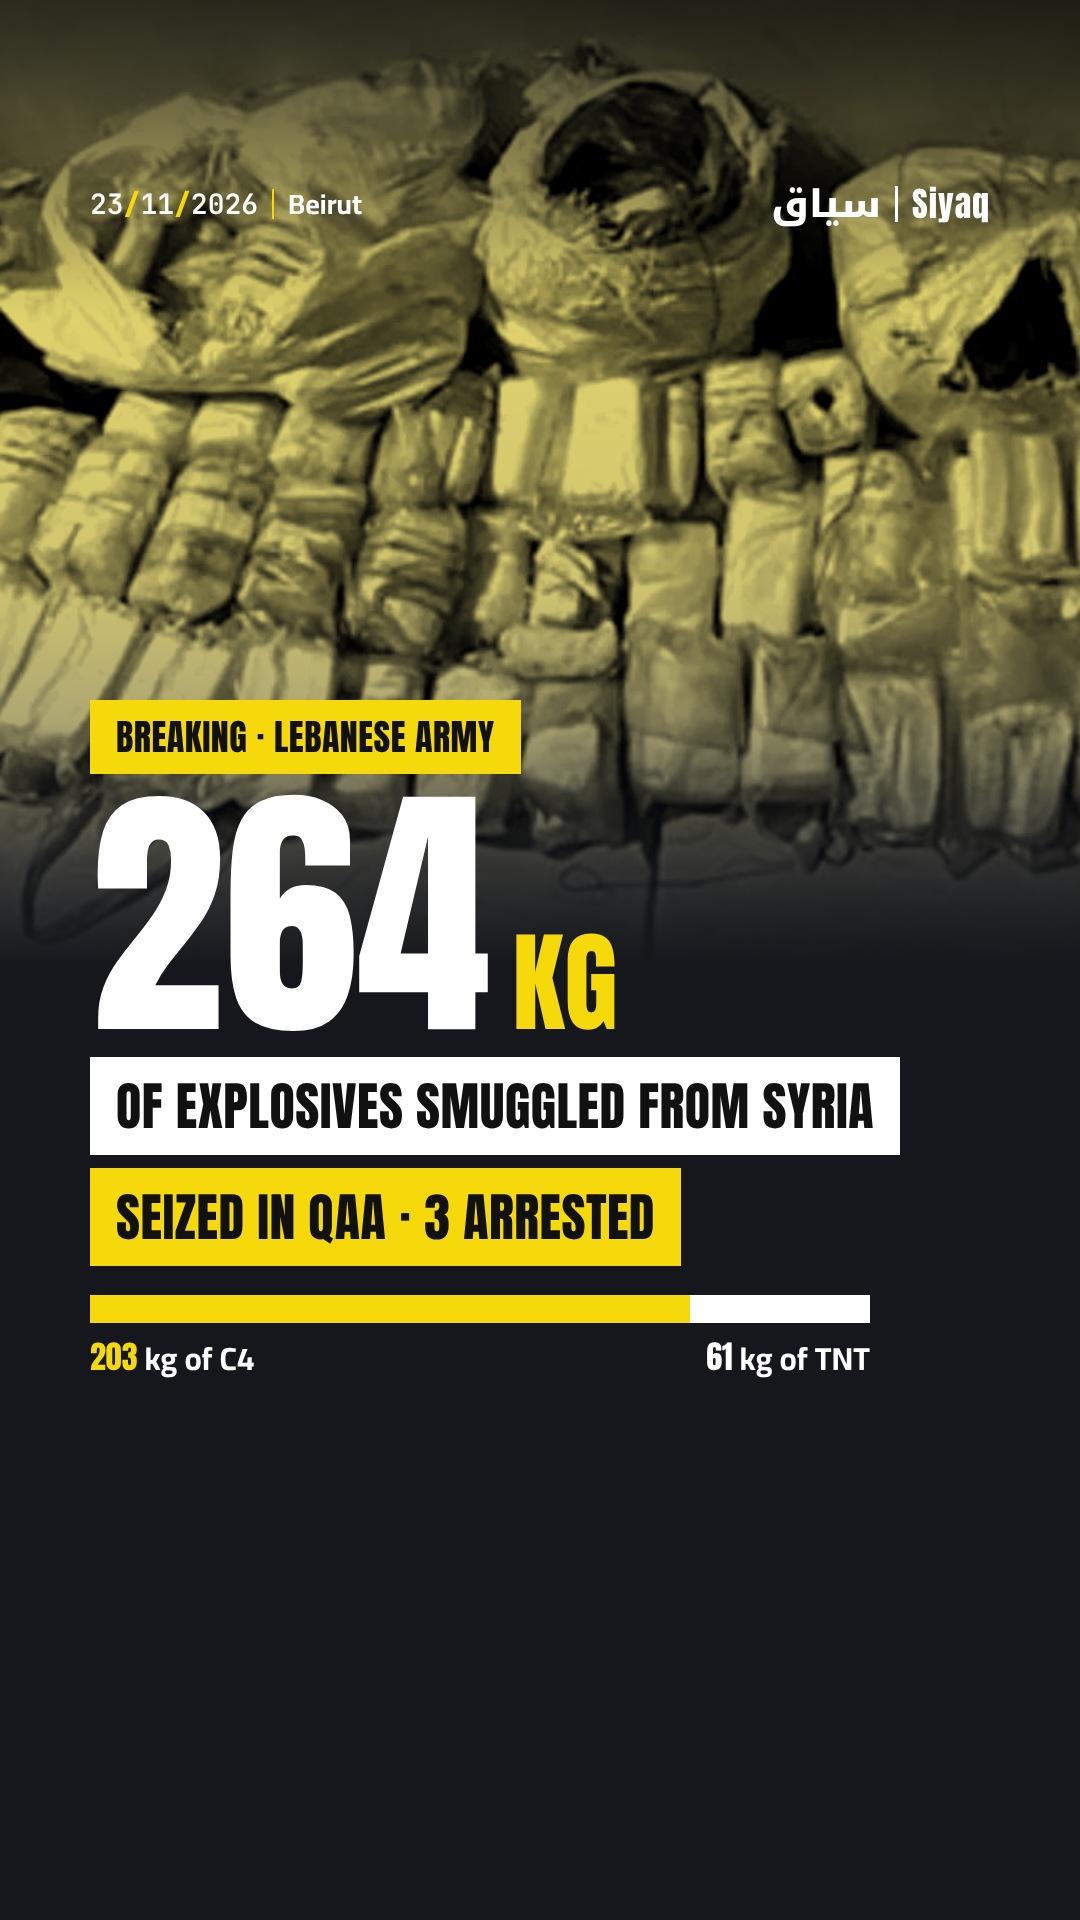 23/11/2026 | Beirut
سياق | Siyaq
BREAKING · LEBANESE ARMY
264 KG
OF EXPLOSIVES SMUGGLED FROM SYRIA
SEIZED IN QAA · 3 ARRESTED
203 kg of C4
61 kg of TNT